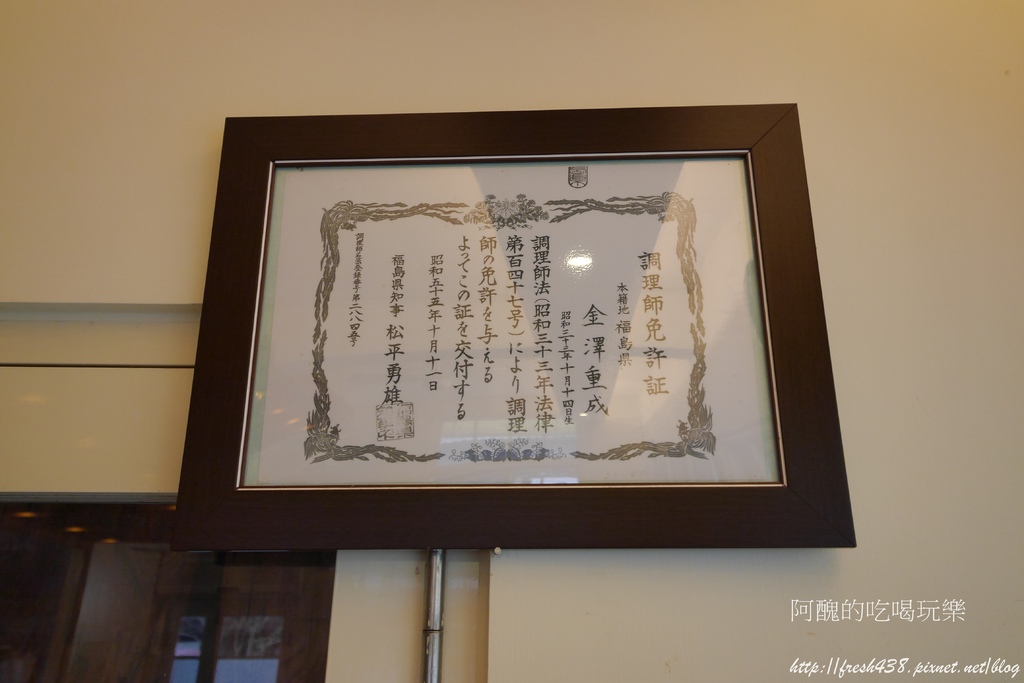 調理師免許証
本籍地 福島県
金澤重成
昭和三十三年十月十四日生
調理師法(昭和三十三年法律
第百四十七号)により調理
師の免許を与える
よってこの証を交付する
昭和五十五年十月十一日
福島県知事 松平勇雄
阿醜的吃喝玩樂
http://fresh438.pixnet.net/blog